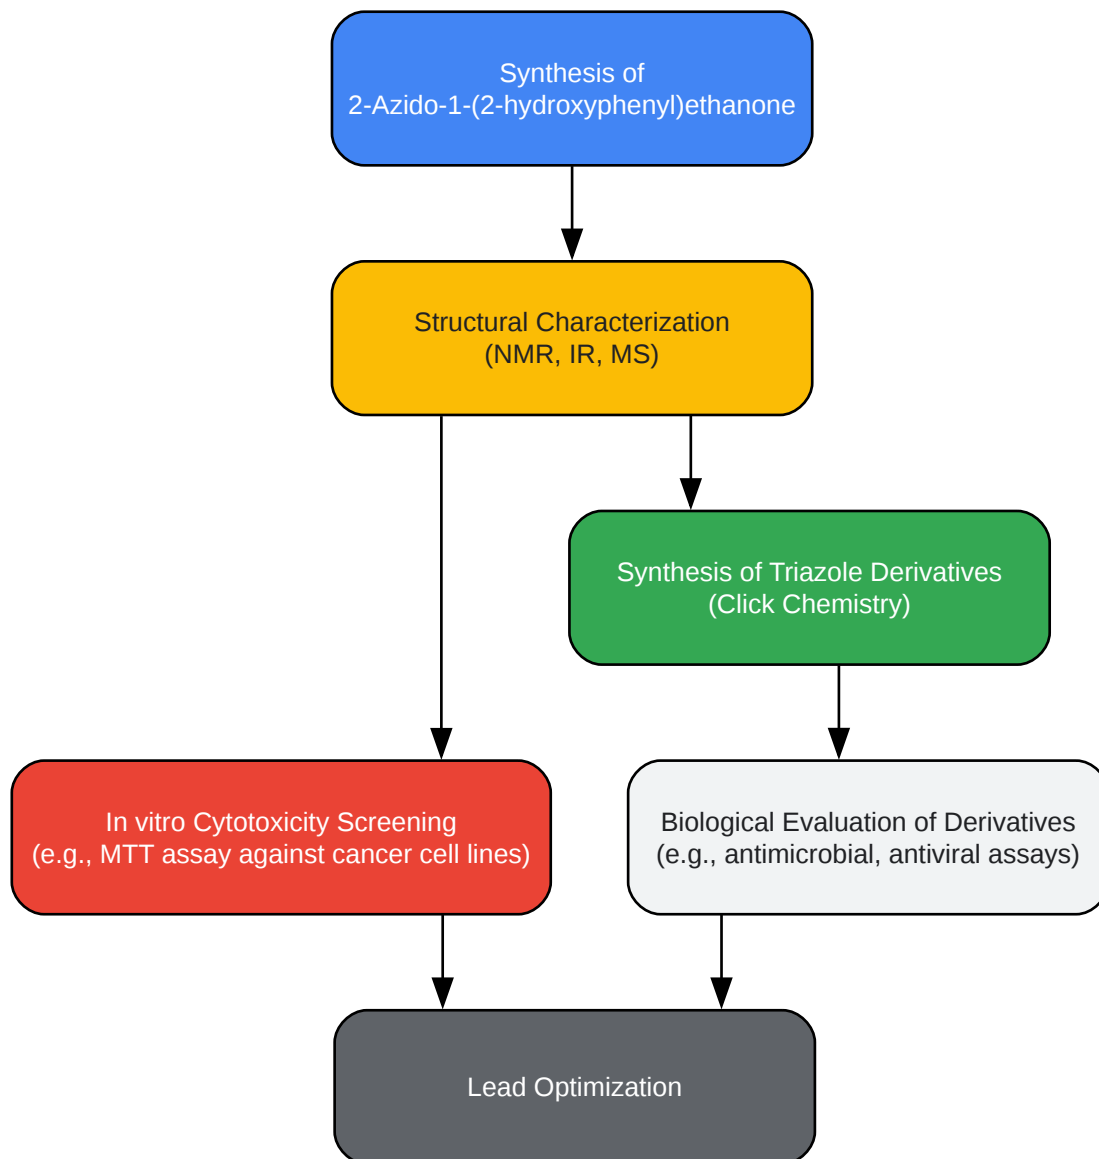 Synthesis of
2-Azido-1-(2-hydroxyphenyl)ethanone
Structural Characterization
(NMR, IR, MS)
Synthesis of Triazole Derivatives
(Click Chemistry)
In vitro Cytotoxicity Screening
(e.g., MTT assay against cancer cell lines)
Biological Evaluation of Derivatives
(e.g., antimicrobial, antiviral assays)
Lead Optimization